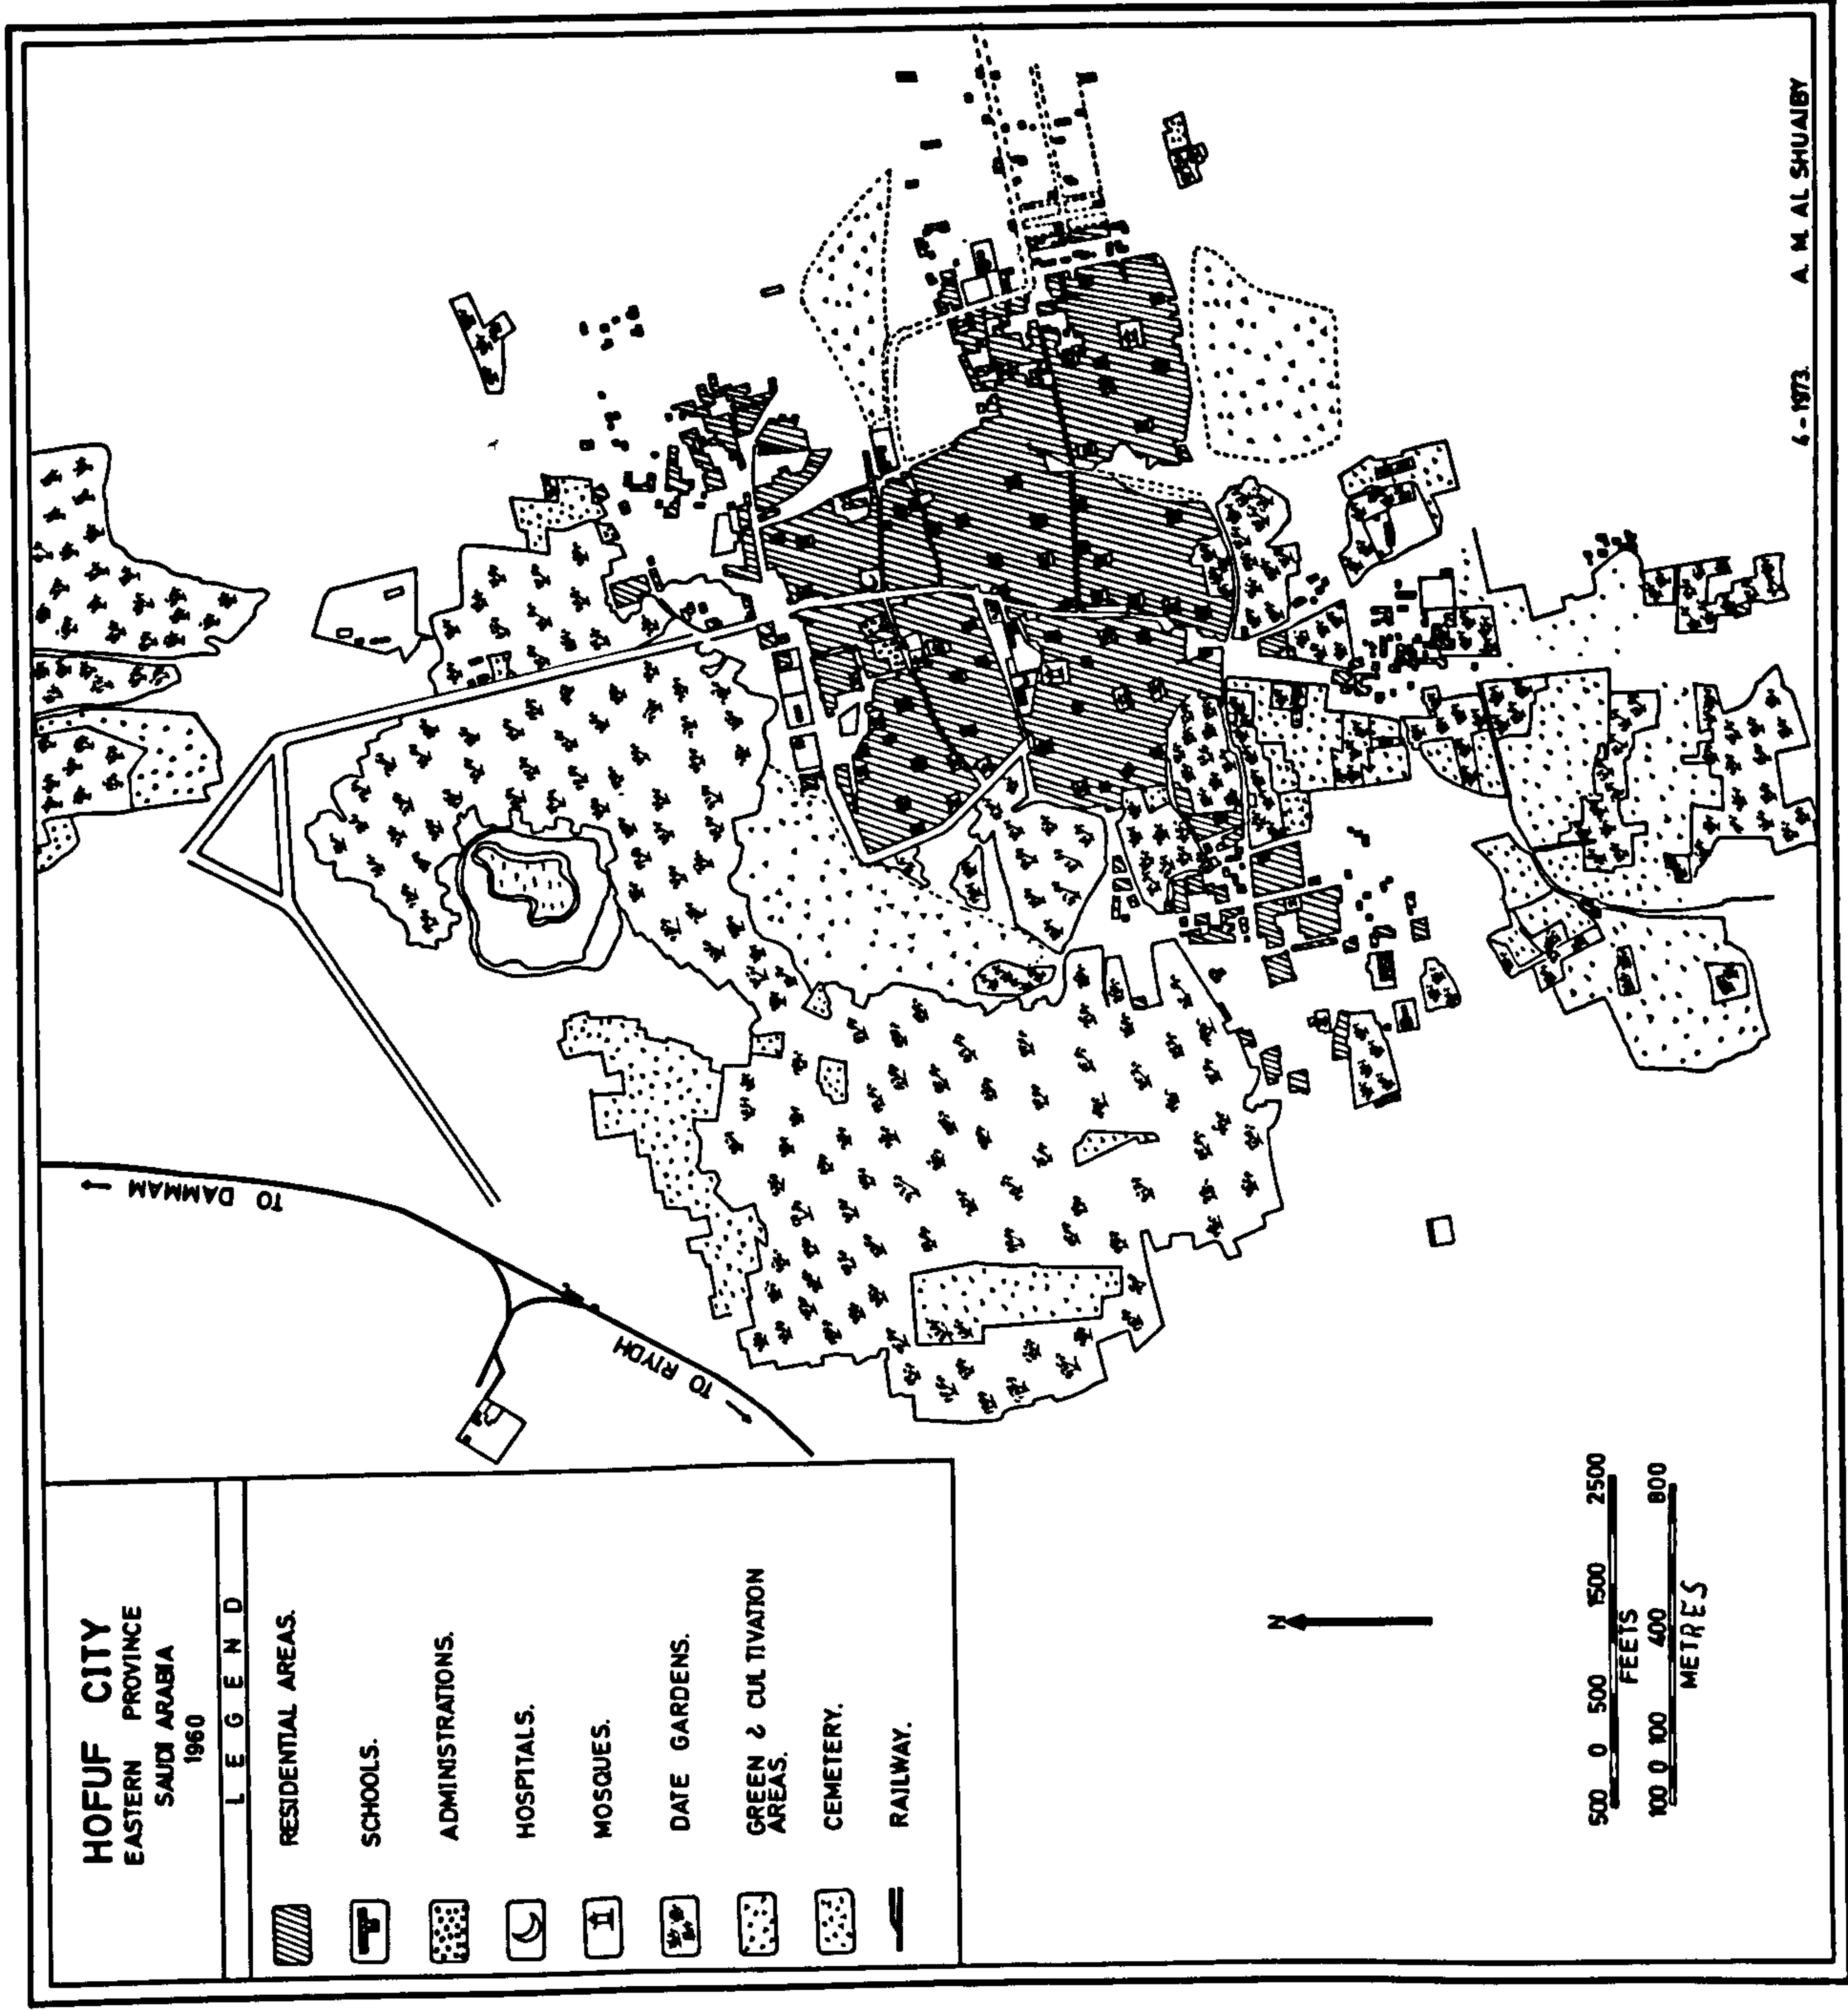 HOFUF CITY
EASTERN PROVINCE
SAUDI ARABIA
1960
LEGEND
RESIDENTIAL AREAS.
SCHOOLS.
ADMINISTRATIONS.
HOSPITALS.
MOSQUES.
DATE GARDENS.
GREEN & CULTIVATION
AREAS.
CEMETERY.
RAILWAY.
TO DAMMAM
TO RIYDH
N
500 0 500 1500 2500
FEETS
100 0 100 400 800
METRES
4-1973. A. M. AL SHUAIBY